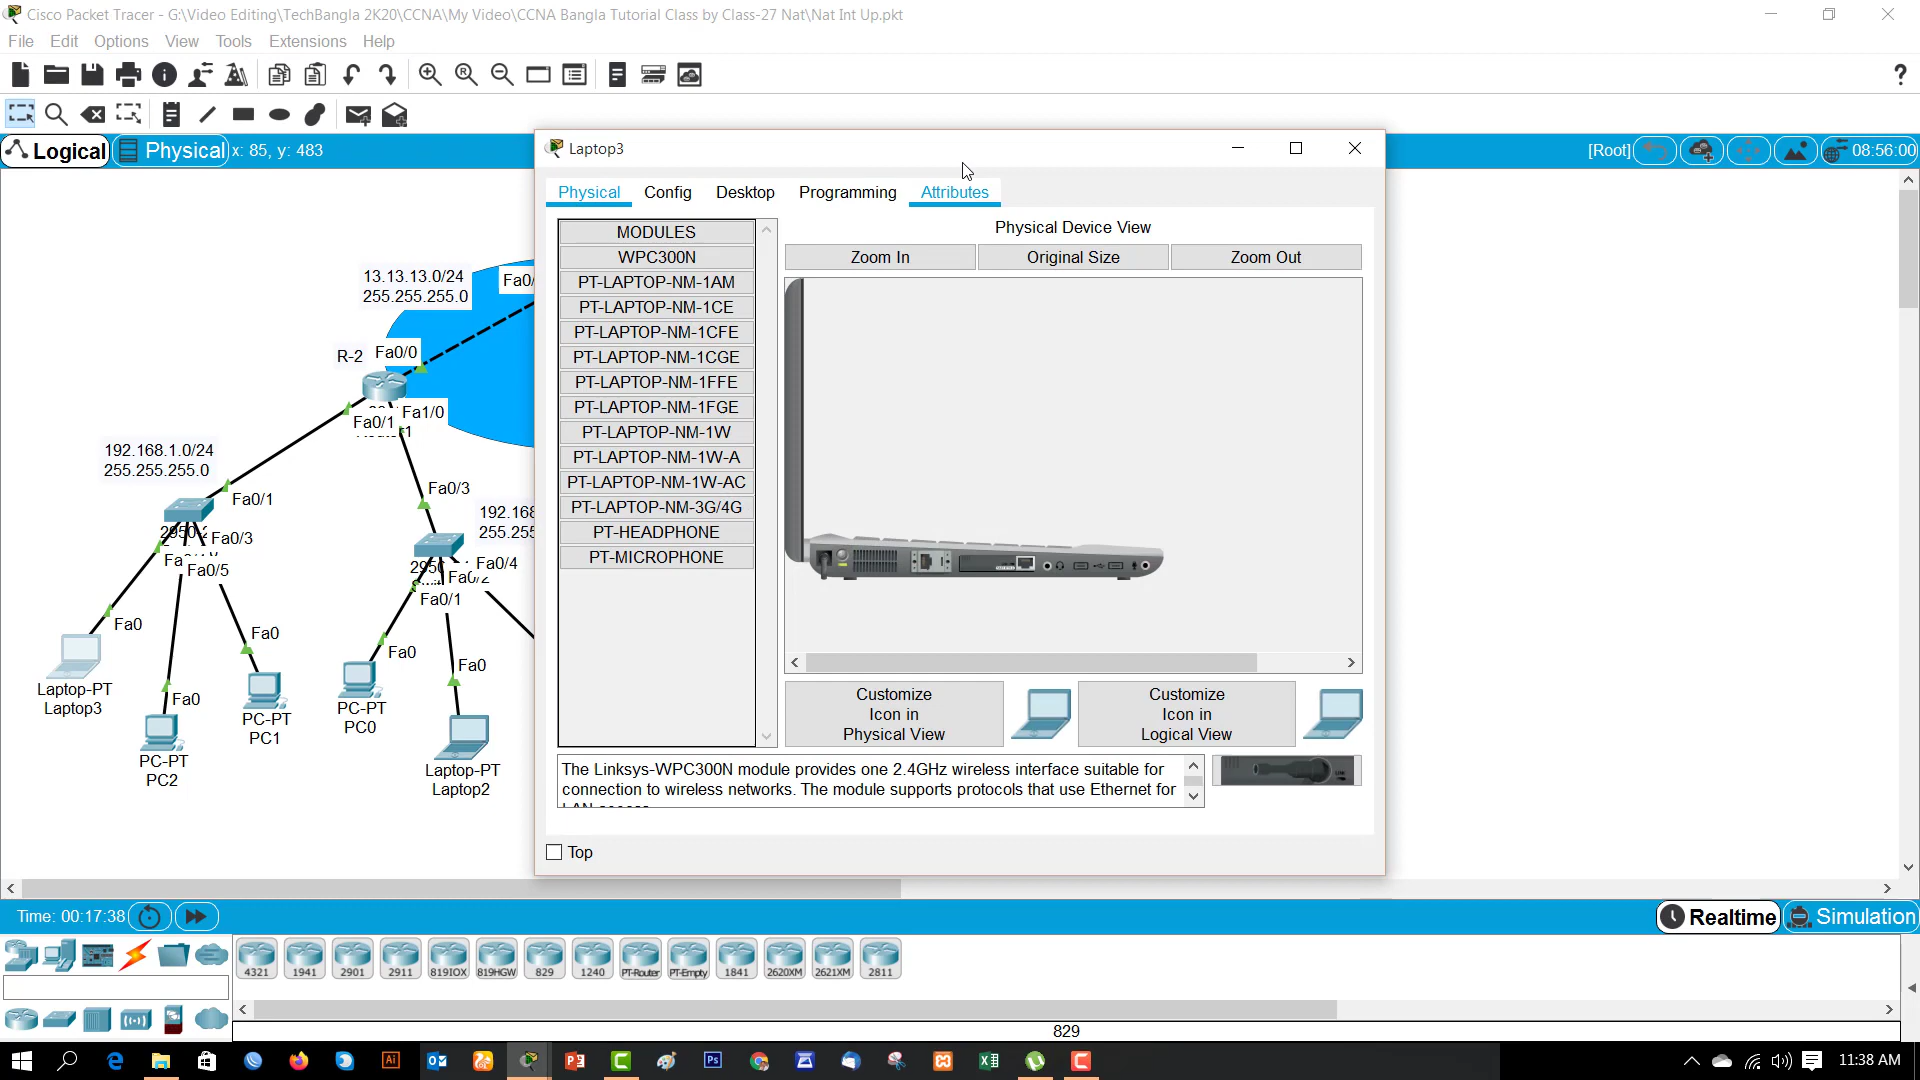 Cisco Packet Tracer - G:\Video Editing\TechBangla 2K20\CCNA\My Video\CCNA Bangla Tutorial Class by Class-27 Nat\Nat Int Up.pkt
File Edit Options View Tools Extensions Help
Logical Physical x: 85, y: 483
[Root] 08:56:00
Laptop3
Physical Config Desktop Programming Attributes
MODULES
WPC300N
PT-LAPTOP-NM-1AM
PT-LAPTOP-NM-1CE
PT-LAPTOP-NM-1CFE
PT-LAPTOP-NM-1CGE
PT-LAPTOP-NM-1FFE
PT-LAPTOP-NM-1FGE
PT-LAPTOP-NM-1W
PT-LAPTOP-NM-1W-A
PT-LAPTOP-NM-1W-AC
PT-LAPTOP-NM-3G/4G
PT-HEADPHONE
PT-MICROPHONE
Physical Device View
Zoom In Original Size Zoom Out
Customize
Icon in
Physical View
Customize
Icon in
Logical View
The Linksys-WPC300N module provides one 2.4GHz wireless interface suitable for
connection to wireless networks. The module supports protocols that use Ethernet for
LAN access
Top
13.13.13.0/24
255.255.255.0
Fa0/
R-2 Fa0/0
Fa0/1 Fa1/0
192.168.1.0/24
255.255.255.0
Fa0/1
Fa0/3
Fa0/5
Fa0/3
192.168
255.255
Fa0/4
Fa0/2
Fa0/1
Fa0
Fa0
Fa0
Fa0
Fa0
Laptop-PT
Laptop3
PC-PT
PC2
PC-PT
PC1
PC-PT
PC0
Laptop-PT
Laptop2
Time: 00:17:38
Realtime Simulation
4321 1941 2901 2911 819IOX 819HGW 829 1240 PT-Router PT-Empty 1841 2620XM 2621XM 2811
829
11:38 AM